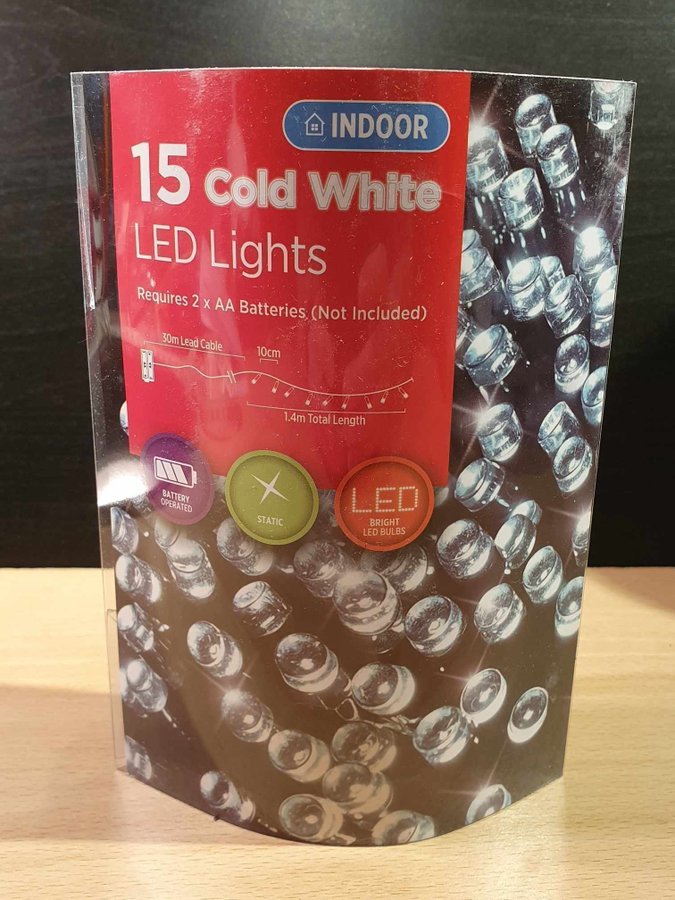 INDOOR
15 Cold White
LED Lights
Requires 2 x AA Batteries (Not Included)
30m Lead Cable
10cm
1.4m Total Length
BATTERY
OPERATED
STATIC
LED
BRIGHT
LED BULBS